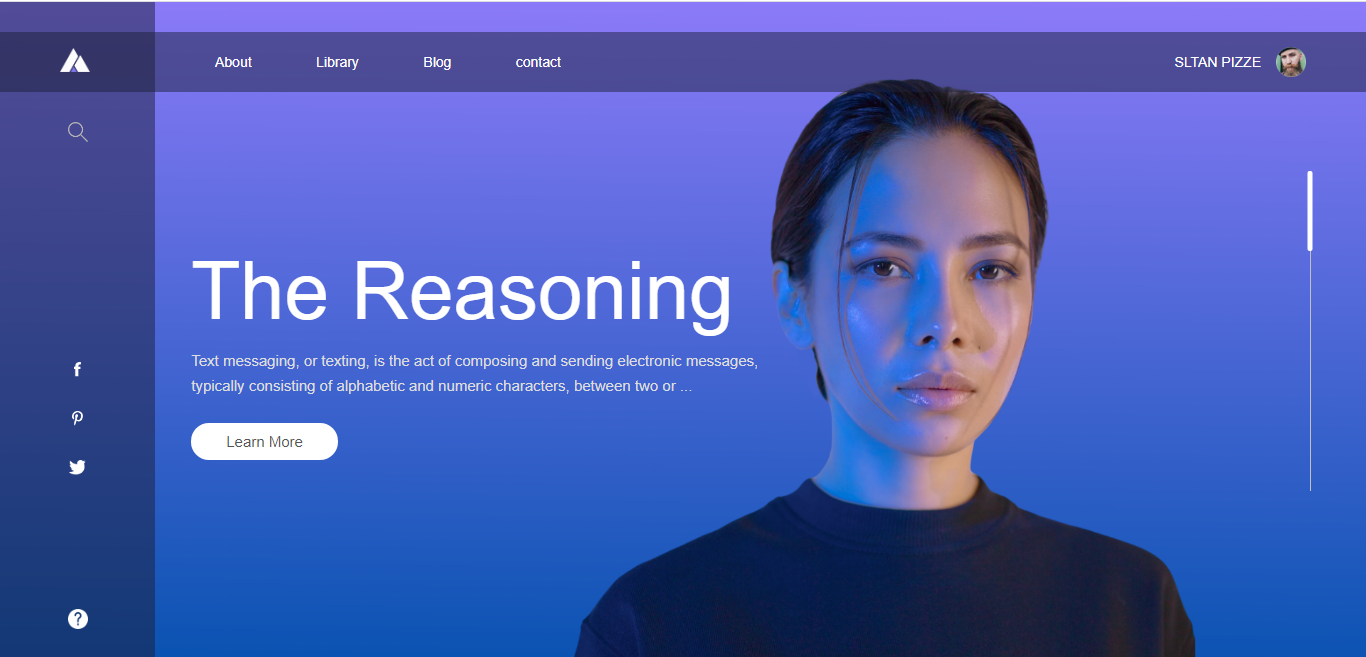 About
Library
Blog
contact
SLTAN PIZZE
The Reasoning
Text messaging, or texting, is the act of composing and sending electronic messages,
typically consisting of alphabetic and numeric characters, between two or ...
Learn More
f
?